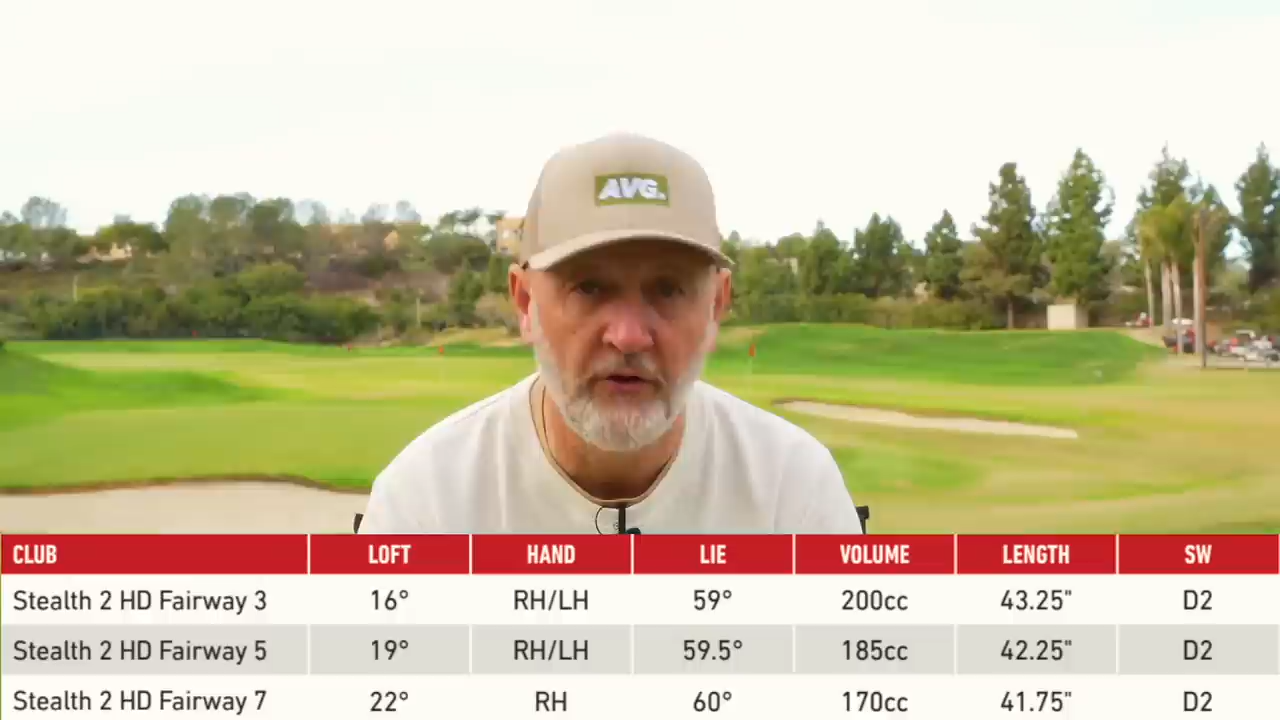 AVG.
CLUB LOFT HAND LIE VOLUME LENGTH SW
Stealth 2 HD Fairway 3 16° RH/LH 59° 200cc 43.25" D2
Stealth 2 HD Fairway 5 19° RH/LH 59.5° 185cc 42.25" D2
Stealth 2 HD Fairway 7 22° RH 60° 170cc 41.75" D2